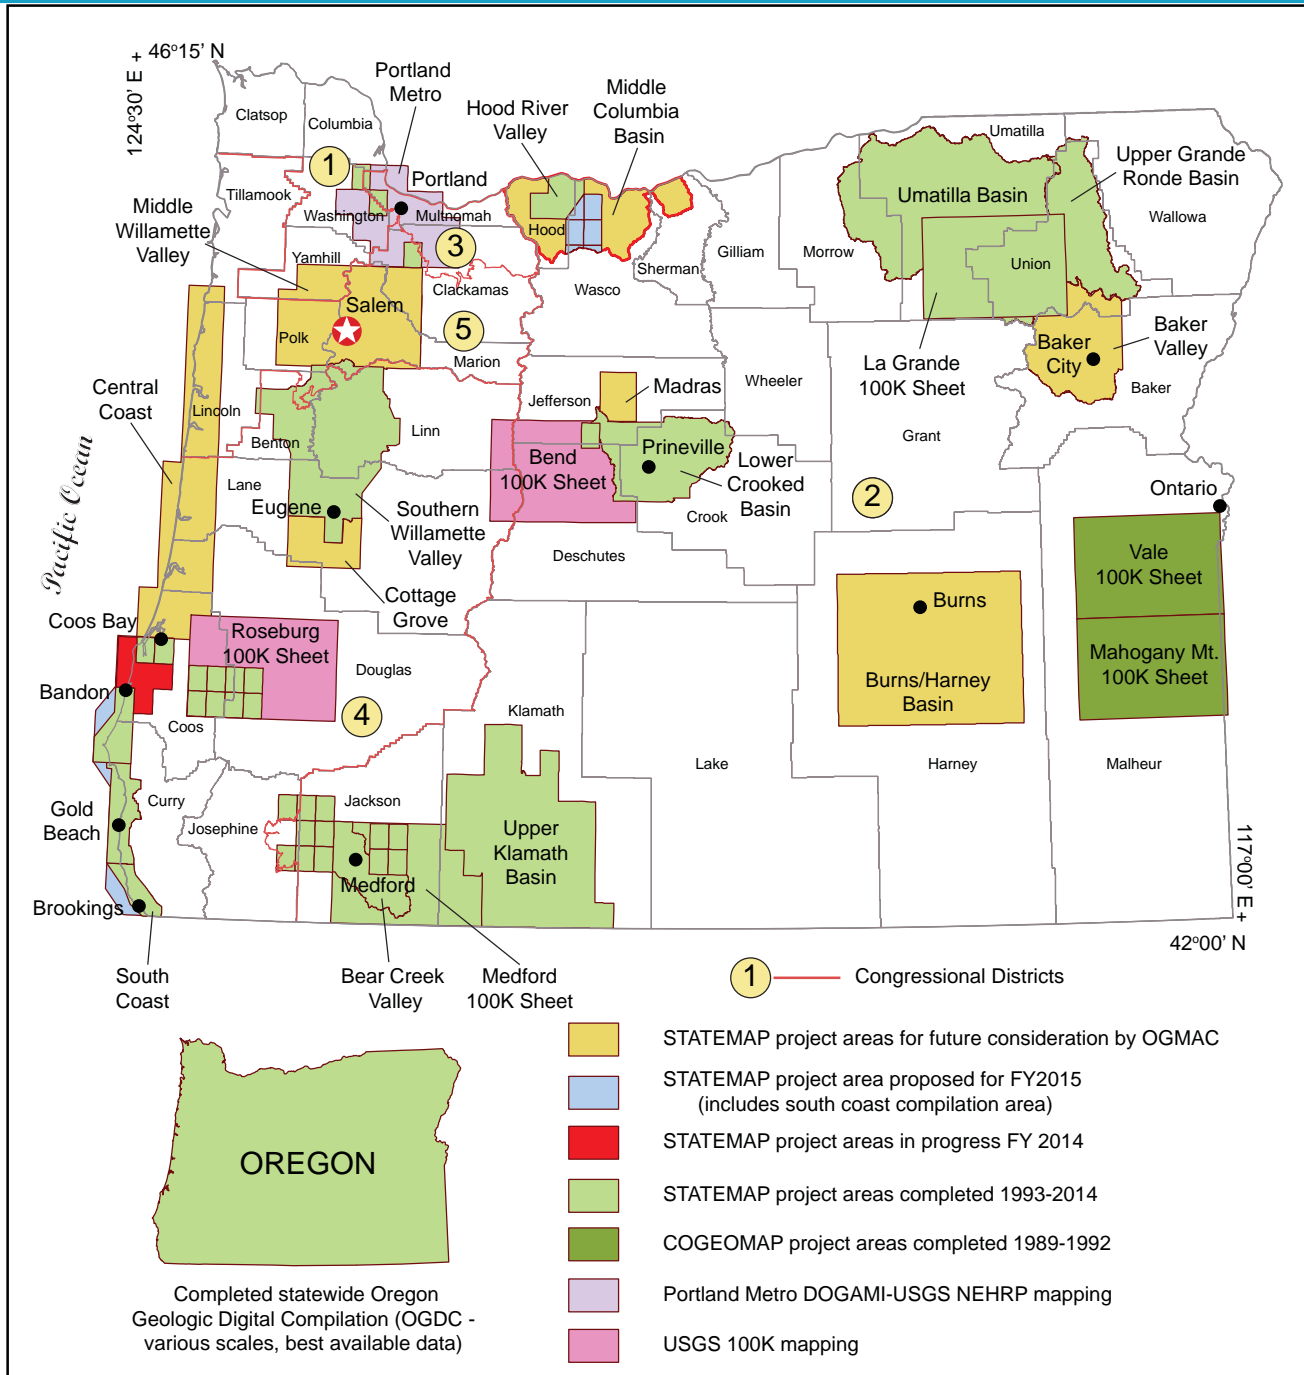 46º15’ N
124º30’ E +
Clatsop
Columbia
Portland
Metro
Hood River
Valley
Middle
Columbia
Basin
Umatilla
Upper Grande
Ronde Basin
Umatilla Basin
Wallowa
1
Portland
Tillamook
Washington
Multnomah
Middle
Willamette
Valley
3
Hood
Yamhill
Clackamas
Sherman
Gilliam
Morrow
Union
Wasco
Salem
5
Polk
Marion
La Grande
100K Sheet
Baker
City
Baker
Valley
Baker
Wheeler
Madras
Jefferson
Central
Coast
Lincoln
Benton
Linn
Grant
Prineville
Bend
100K Sheet
Lower
Crooked
Basin
Crook
2
Ontario
Pacific Ocean
Lane
Eugene
Southern
Willamette
Valley
Deschutes
Vale
100K Sheet
Cottage
Grove
Burns
Coos Bay
Roseburg
100K Sheet
Douglas
Mahogany Mt.
100K Sheet
Burns/Harney
Basin
Bandon
4
Coos
Klamath
Lake
Harney
Malheur
Curry
Jackson
Gold
Beach
Josephine
Upper
Klamath
Basin
Medford
Brookings
117º00’ E +
42º00’ N
South
Coast
Bear Creek
Valley
Medford
100K Sheet
1
Congressional Districts
STATEMAP project areas for future consideration by OGMAC
STATEMAP project area proposed for FY2015
(includes south coast compilation area)
STATEMAP project areas in progress FY 2014
STATEMAP project areas completed 1993-2014
COGEOMAP project areas completed 1989-1992
Portland Metro DOGAMI-USGS NEHRP mapping
USGS 100K mapping
OREGON
Completed statewide Oregon
Geologic Digital Compilation (OGDC -
various scales, best available data)